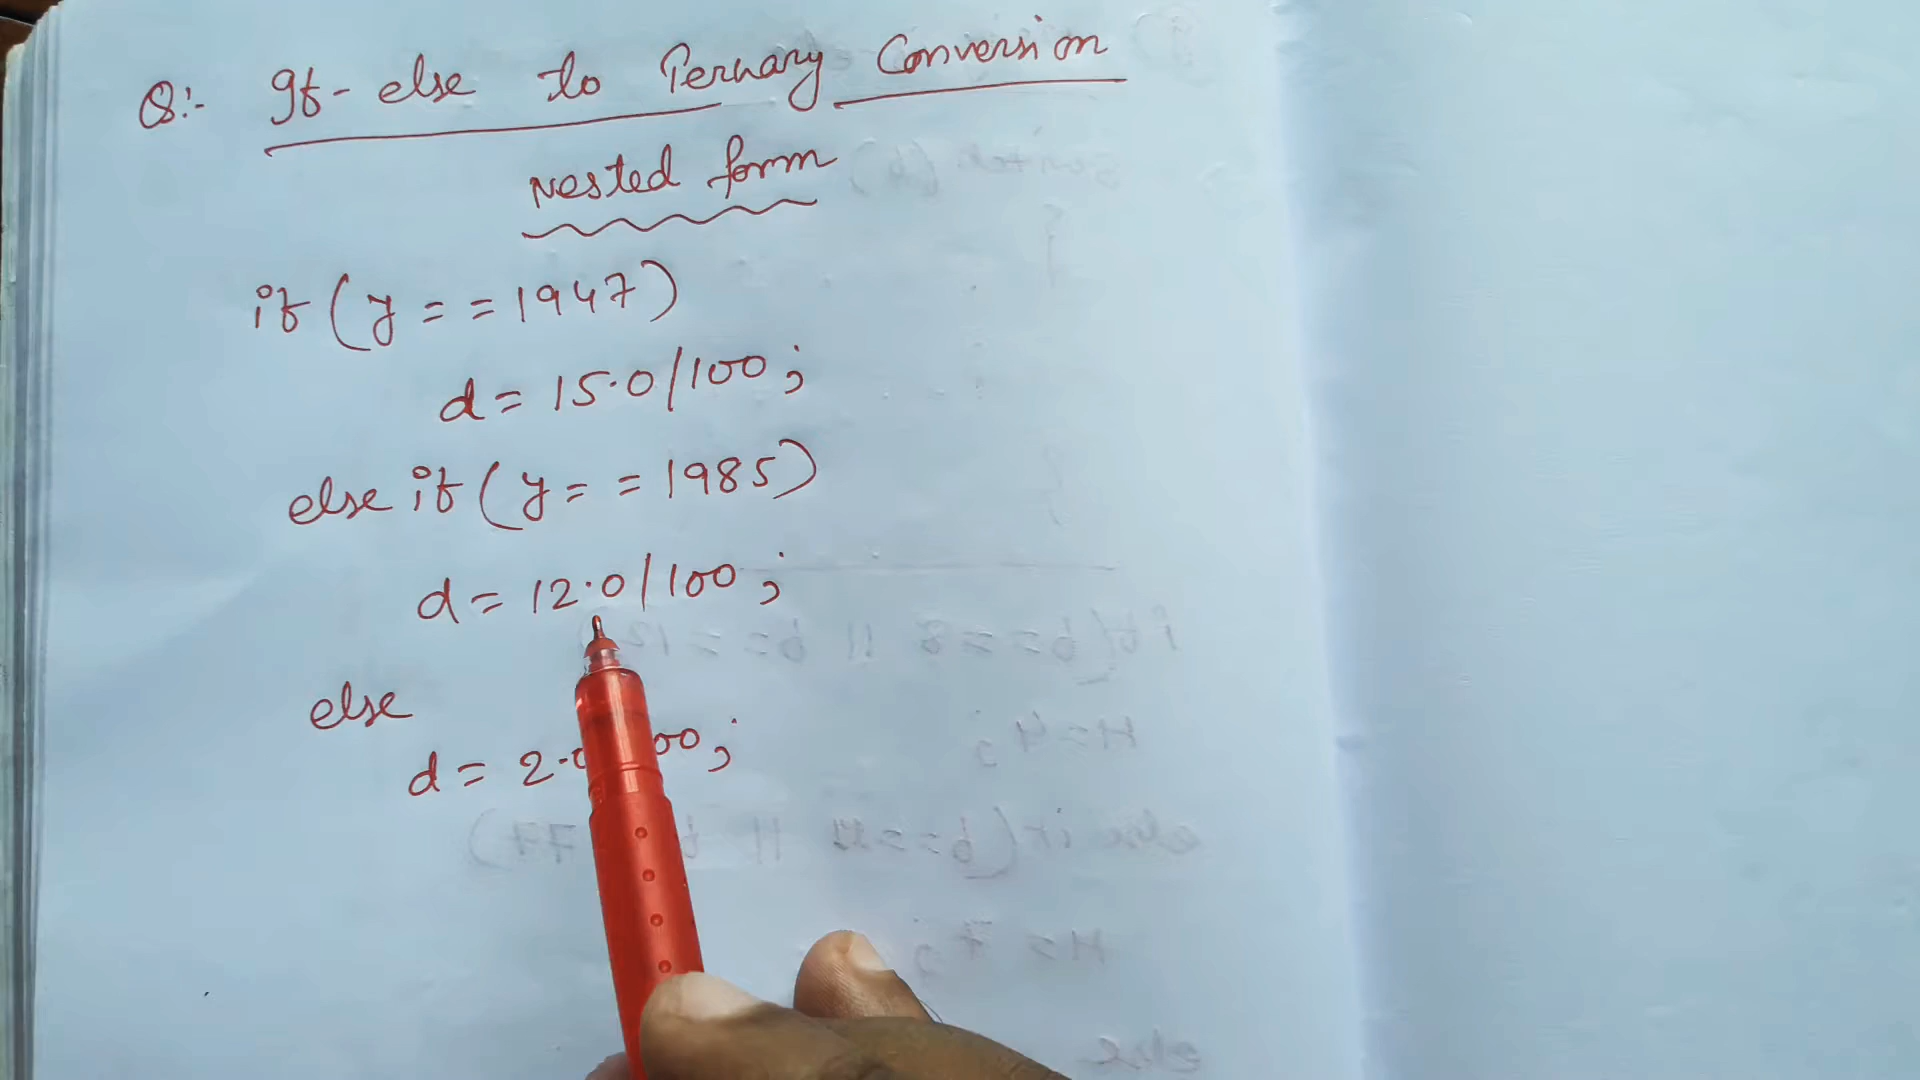 Q:- If-else to Ternary Conversion
Nested form
if (y = = 1947)
d = 15.0/100;
else if (y = = 1985)
d = 12.0/100;
else
d = 2.0 00;